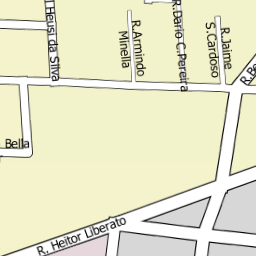 Heusi da Silva
R.Armindo
Minella
R.Dario C.Pereira
R.Jaime
S.Cardoso
Bella
R. Heitor Liberato